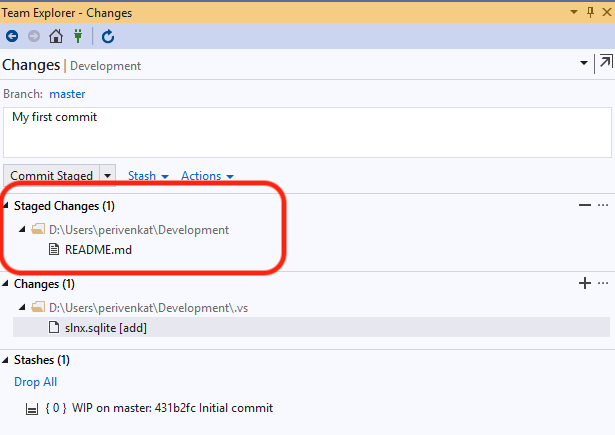 Team Explorer - Changes
Changes | Development
Branch: master
My first commit
Commit Staged Stash Actions
Staged Changes (1)
D:\Users\perivenkat\Development
README.md
Changes (1)
D:\Users\perivenkat\Development\.vs
slnx.sqlite [add]
Stashes (1)
Drop All
{ 0 } WIP on master: 431b2fc Initial commit